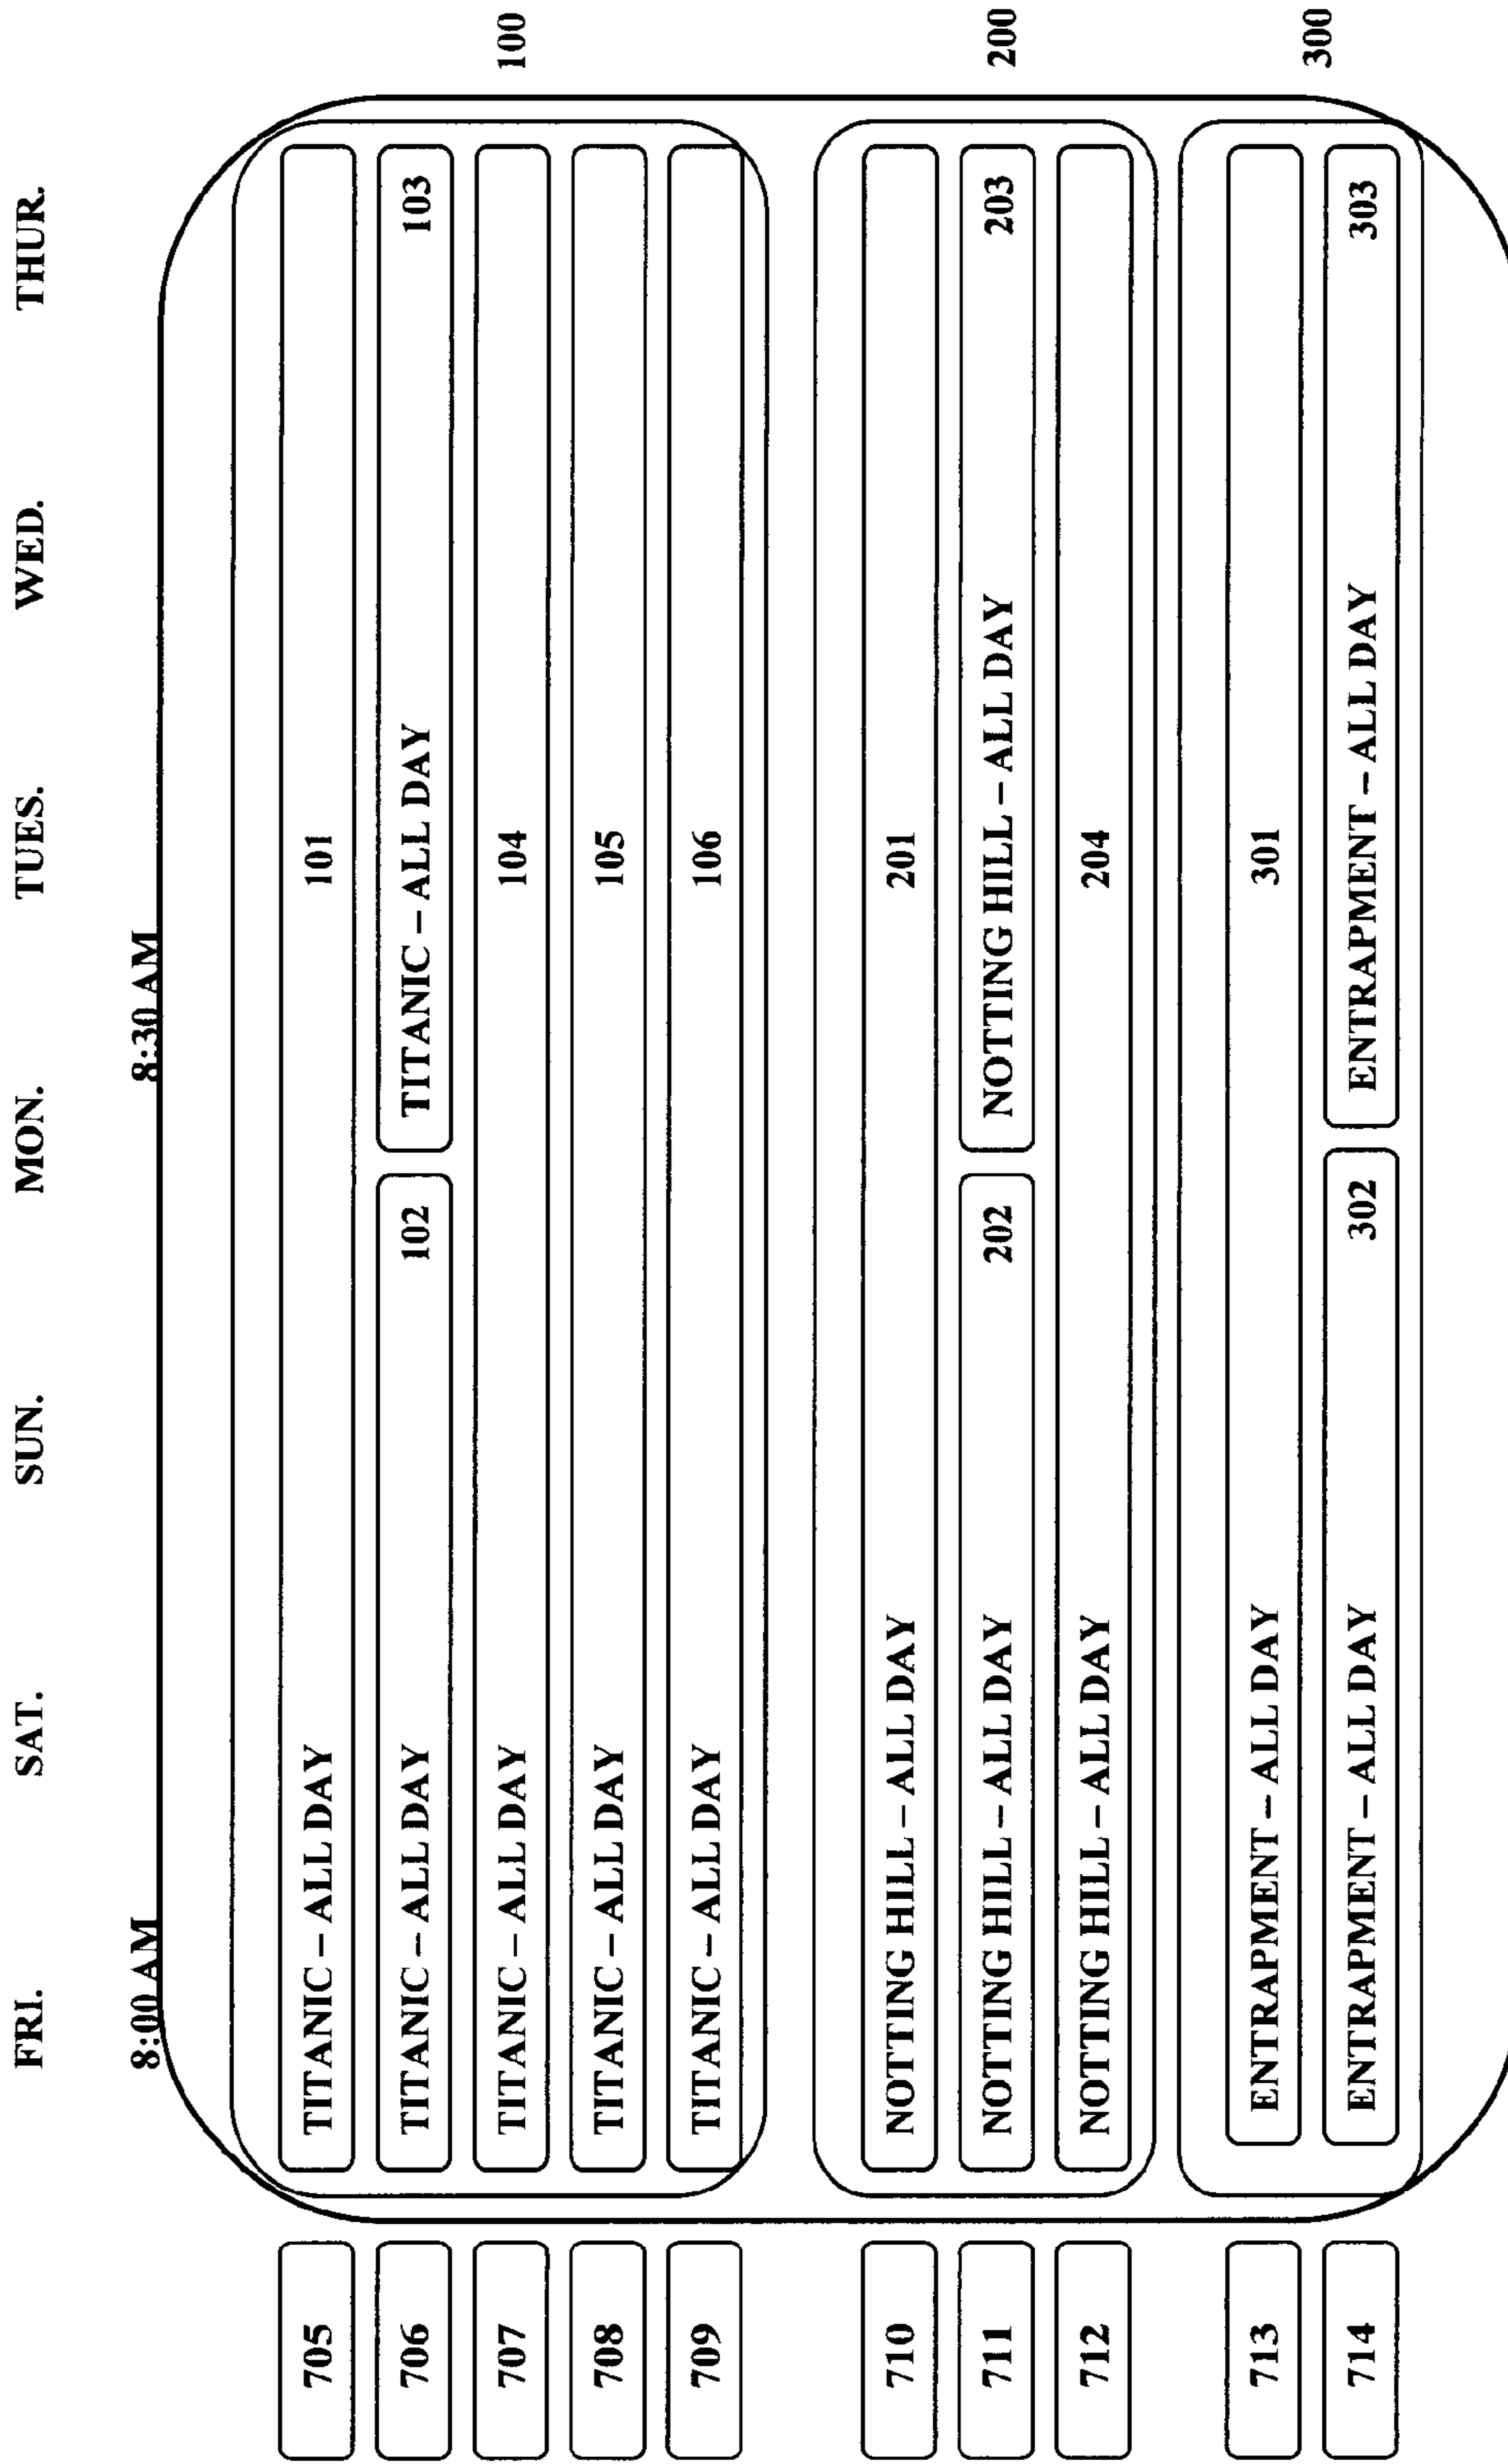 FRI. SAT. SUN. MON. TUES. WED. THUR.
8:00 AM 8:30 AM
705 TITANIC – ALL DAY 101
706 TITANIC – ALL DAY 102 TITANIC – ALL DAY 103
707 TITANIC – ALL DAY 104 100
708 TITANIC – ALL DAY 105
709 TITANIC – ALL DAY 106
710 NOTTING HILL – ALL DAY 201
711 NOTTING HILL – ALL DAY 202 NOTTING HILL – ALL DAY 203 200
712 NOTTING HILL – ALL DAY 204
713 ENTRAPMENT – ALL DAY 301
300
714 ENTRAPMENT – ALL DAY 302 ENTRAPMENT – ALL DAY 303